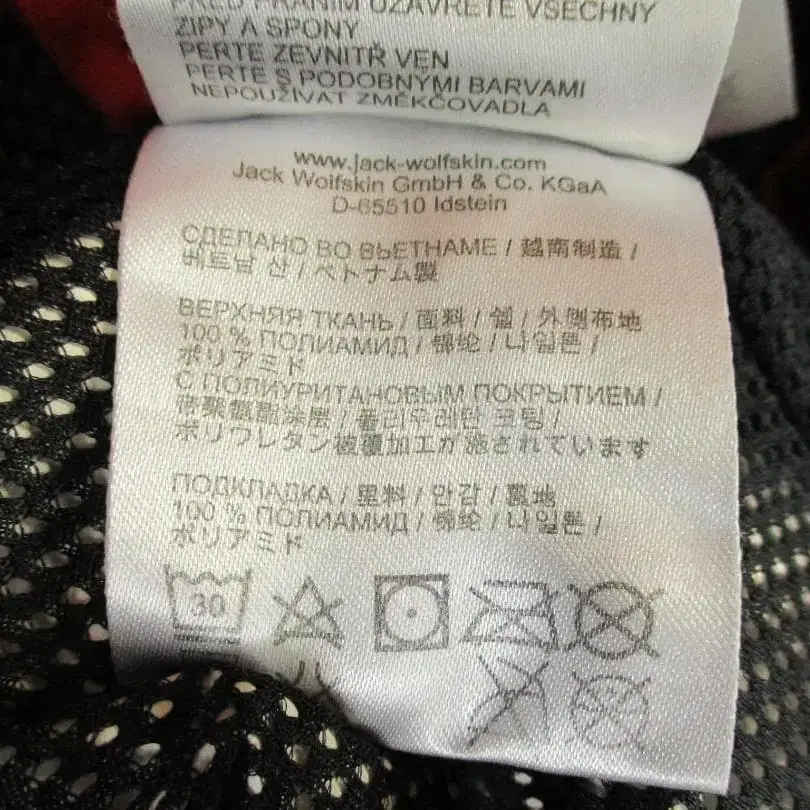 PŘED PRANÍM UZAVŘETE VŠECHNY
ZIPY A SPONY
PERTE ZEVNITŘ VEN
PERTE S PODOBNÝMI BARVAMI
NEPOUŽÍVAT ZMĚKČOVADLA
www.jack-wolfskin.com
Jack Wolfskin GmbH & Co. KGaA
D-65510 Idstein
СДЕЛАНО ВО ВЬЕТНАМЕ / 越南制造 /
베트남 산 / ベトナム製
ВЕРХНЯЯ ТКАНЬ / 面料 / 쉘 / 外側布地
100 % ПОЛИАМИД / 锦纶 / 나일론 /
ポリアミド
С ПОЛИУРИТАНОВЫМ ПОКРЫТИЕМ /
带聚氨酯涂层 / 폴리우레탄 코팅 /
ポリウレタン被覆加工が施されています
ПОДКЛАДКА / 里料 / 안감 / 裏地
100 % ПОЛИАМИД / 锦纶 / 나일론 /
ポリアミド
30